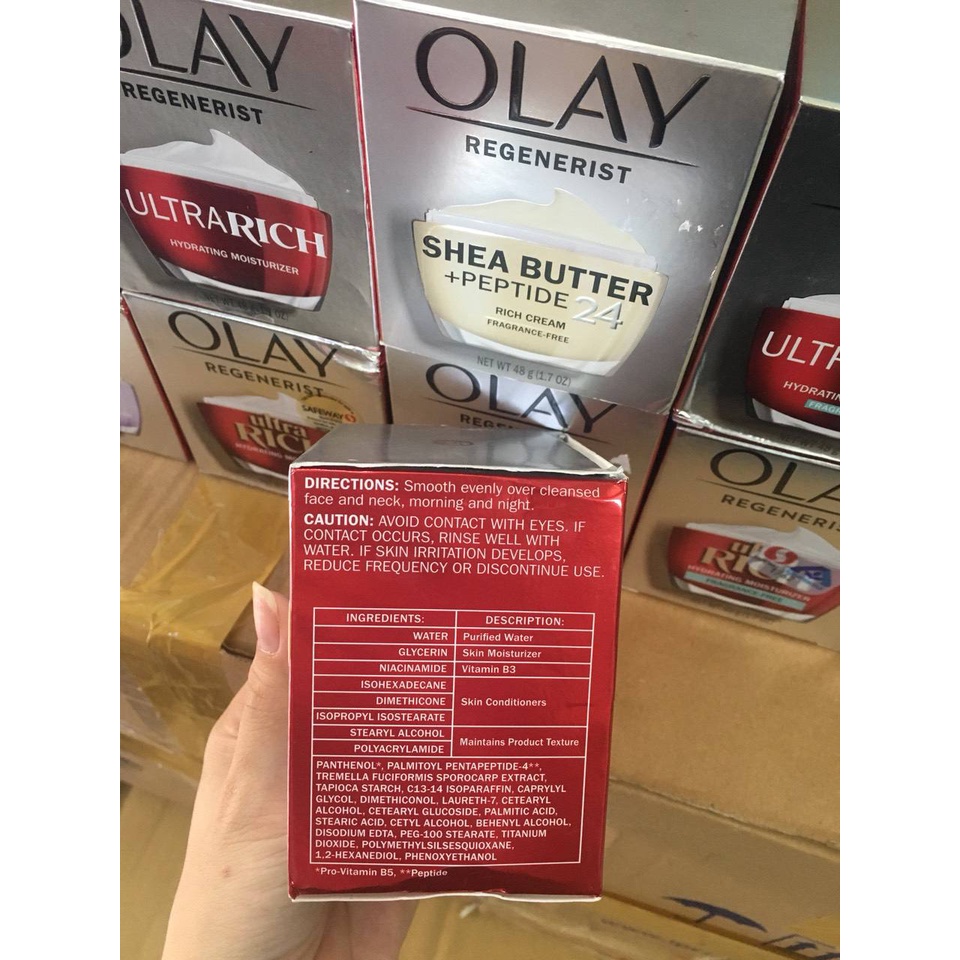 OLAY
REGENERIST
ULTRARICH
HYDRATING MOISTURIZER
OLAY
REGENERIST
SHEA BUTTER
+PEPTIDE 24
RICH CREAM
FRAGRANCE-FREE
NET WT 48 g (1.7 OZ)
OLAY
REGENERIST
SAFEWAY
ultra
OLAY
DIRECTIONS: Smooth evenly over cleansed
face and neck, morning and night.
CAUTION: AVOID CONTACT WITH EYES. IF
CONTACT OCCURS, RINSE WELL WITH
WATER. IF SKIN IRRITATION DEVELOPS,
REDUCE FREQUENCY OR DISCONTINUE USE.
INGREDIENTS: DESCRIPTION:
WATER Purified Water
GLYCERIN Skin Moisturizer
NIACINAMIDE Vitamin B3
ISOHEXADECANE
DIMETHICONE Skin Conditioners
ISOPROPYL ISOSTEARATE
STEARYL ALCOHOL
POLYACRYLAMIDE Maintains Product Texture
PANTHENOL*, PALMITOYL PENTAPEPTIDE-4**,
TREMELLA FUCIFORMIS SPOROCARP EXTRACT,
TAPIOCA STARCH, C13-14 ISOPARAFFIN, CAPRYLYL
GLYCOL, DIMETHICONOL, LAURETH-7, CETEARYL
ALCOHOL, CETEARYL GLUCOSIDE, PALMITIC ACID,
STEARIC ACID, CETYL ALCOHOL, BEHENYL ALCOHOL,
DISODIUM EDTA, PEG-100 STEARATE, TITANIUM
DIOXIDE, POLYMETHYLSILSESQUIOXANE,
1,2-HEXANEDIOL, PHENOXYETHANOL
*Pro-Vitamin B5, **Peptide
HYDRATING MOISTURIZER
FRAGRANCE-FREE